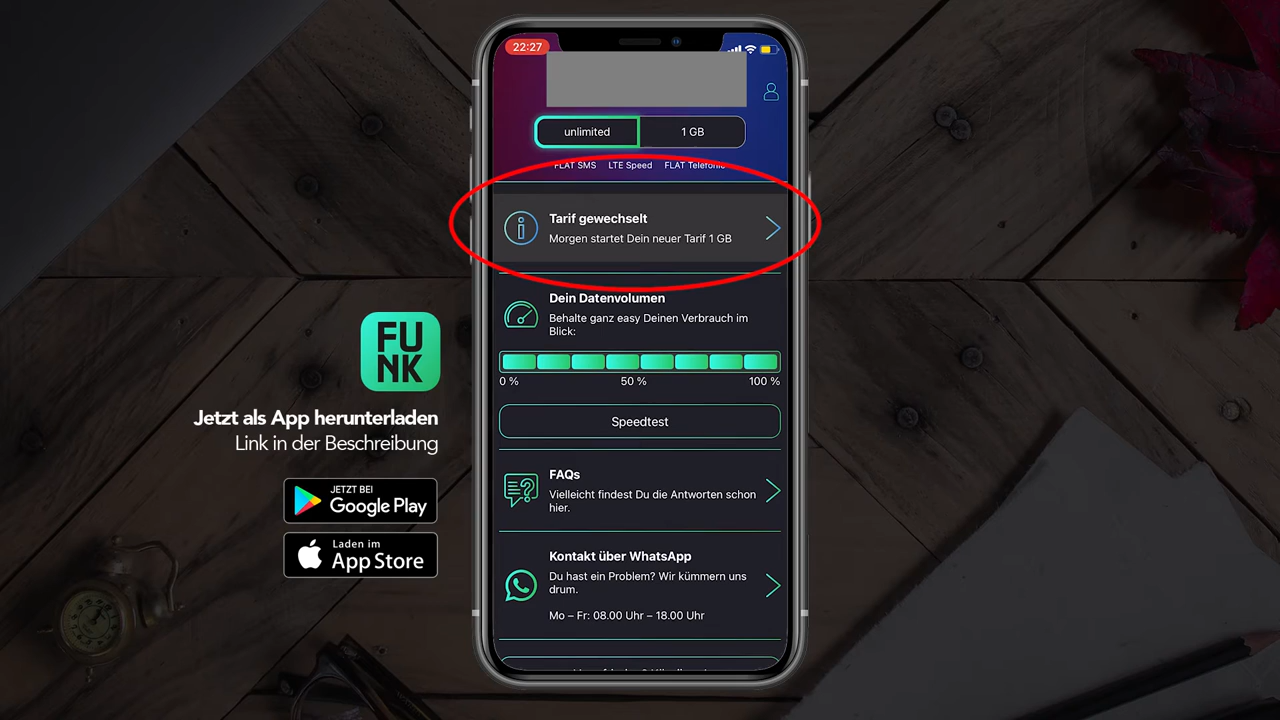 22:27
unlimited
1 GB
FLAT SMS LTE Speed FLAT Telefonie
Tarif gewechselt
Morgen startet Dein neuer Tarif 1 GB
Dein Datenvolumen
Behalte ganz easy Deinen Verbrauch im
Blick:
0 %
50 %
100 %
Speedtest
FAQs
Vielleicht findest Du die Antworten schon
hier.
Kontakt über WhatsApp
Du hast ein Problem? Wir kümmern uns
drum.
Mo – Fr: 08.00 Uhr – 18.00 Uhr
FU
NK
Jetzt als App herunterladen
Link in der Beschreibung
JETZT BEI
Google Play
Laden im
App Store